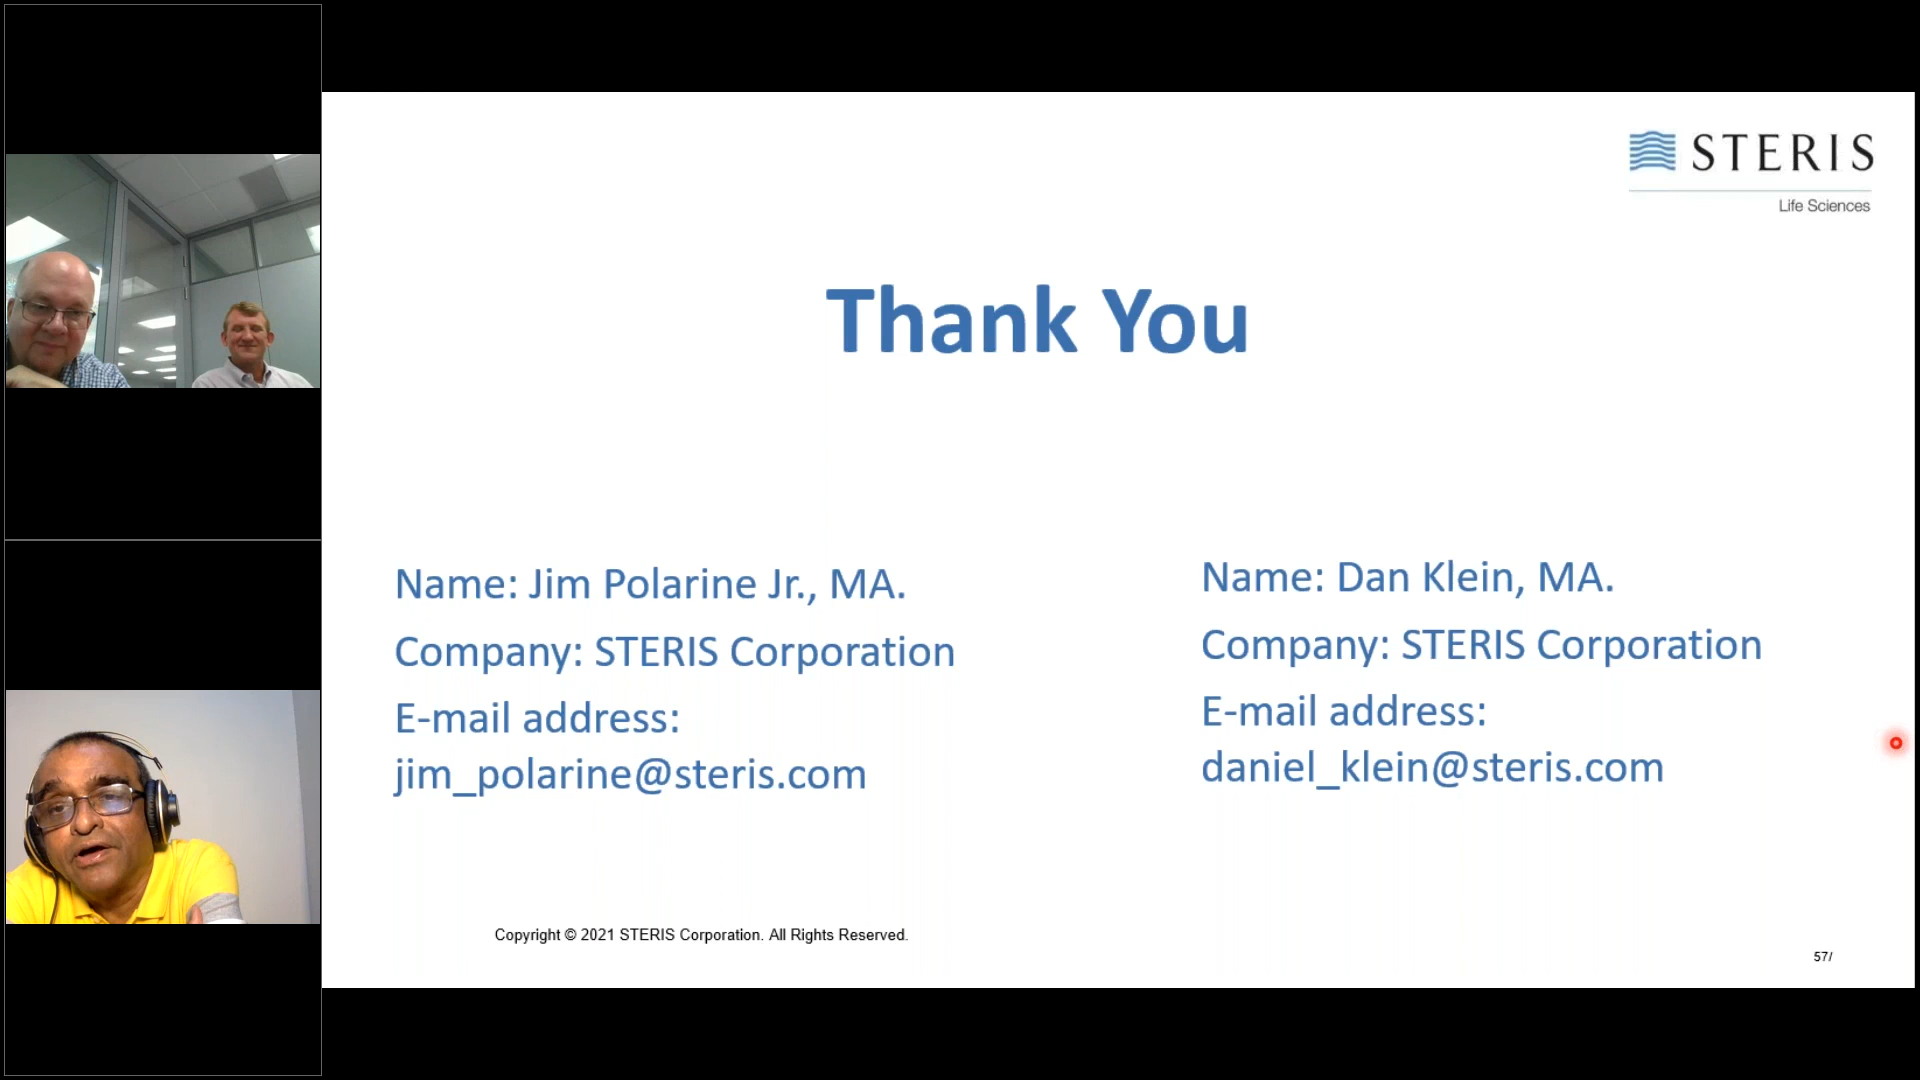 STERIS
Life Sciences
Thank You
Name: Jim Polarine Jr., MA.
Company: STERIS Corporation
E-mail address:
jim_polarine@steris.com
Name: Dan Klein, MA.
Company: STERIS Corporation
E-mail address:
daniel_klein@steris.com
Copyright © 2021 STERIS Corporation. All Rights Reserved.
57/